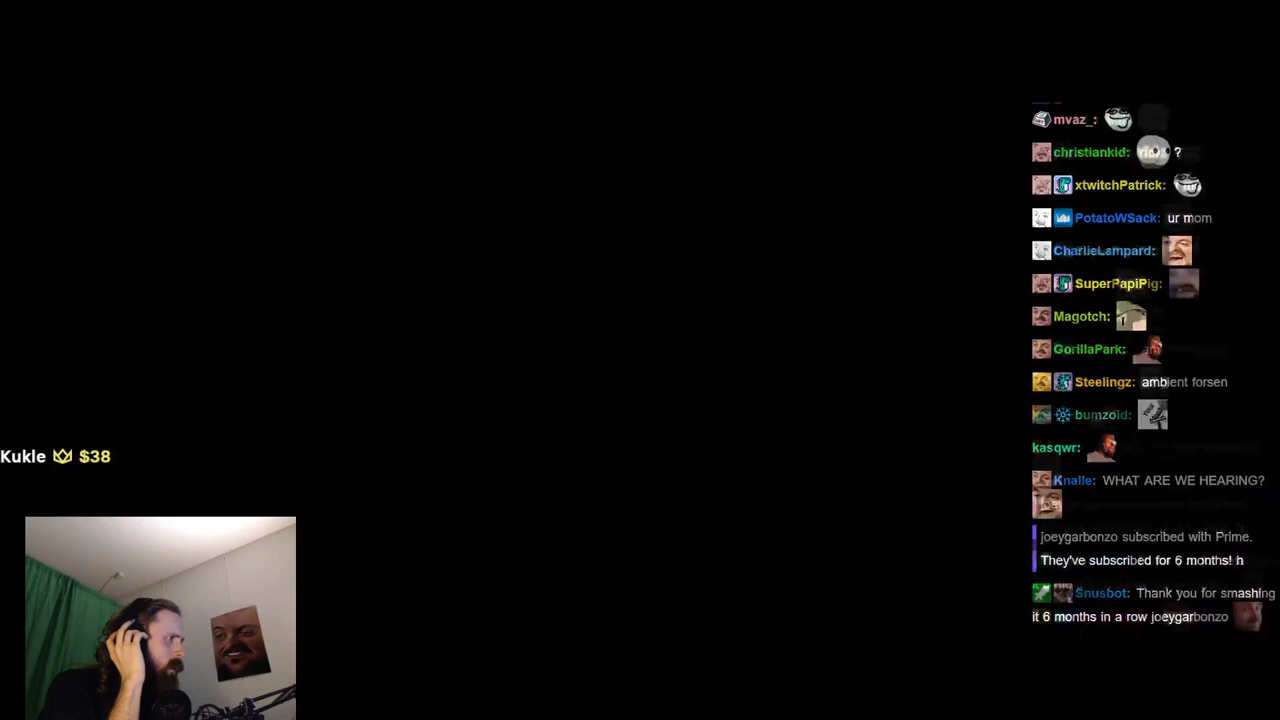 mvaz_:
christiankid: ?
xtwitchPatrick:
PotatoWSack: ur mom
CharlieLampard:
SuperPapiPig:
Magotch:
GorillaPark:
Steelingz: ambient forsen
bumzoid:
kasqwr:
Knalle: WHAT ARE WE HEARING?
joeygarbonzo subscribed with Prime.
They've subscribed for 6 months! h
Snusbot: Thank you for smashing
it 6 months in a row joeygarbonzo
Kukle $38